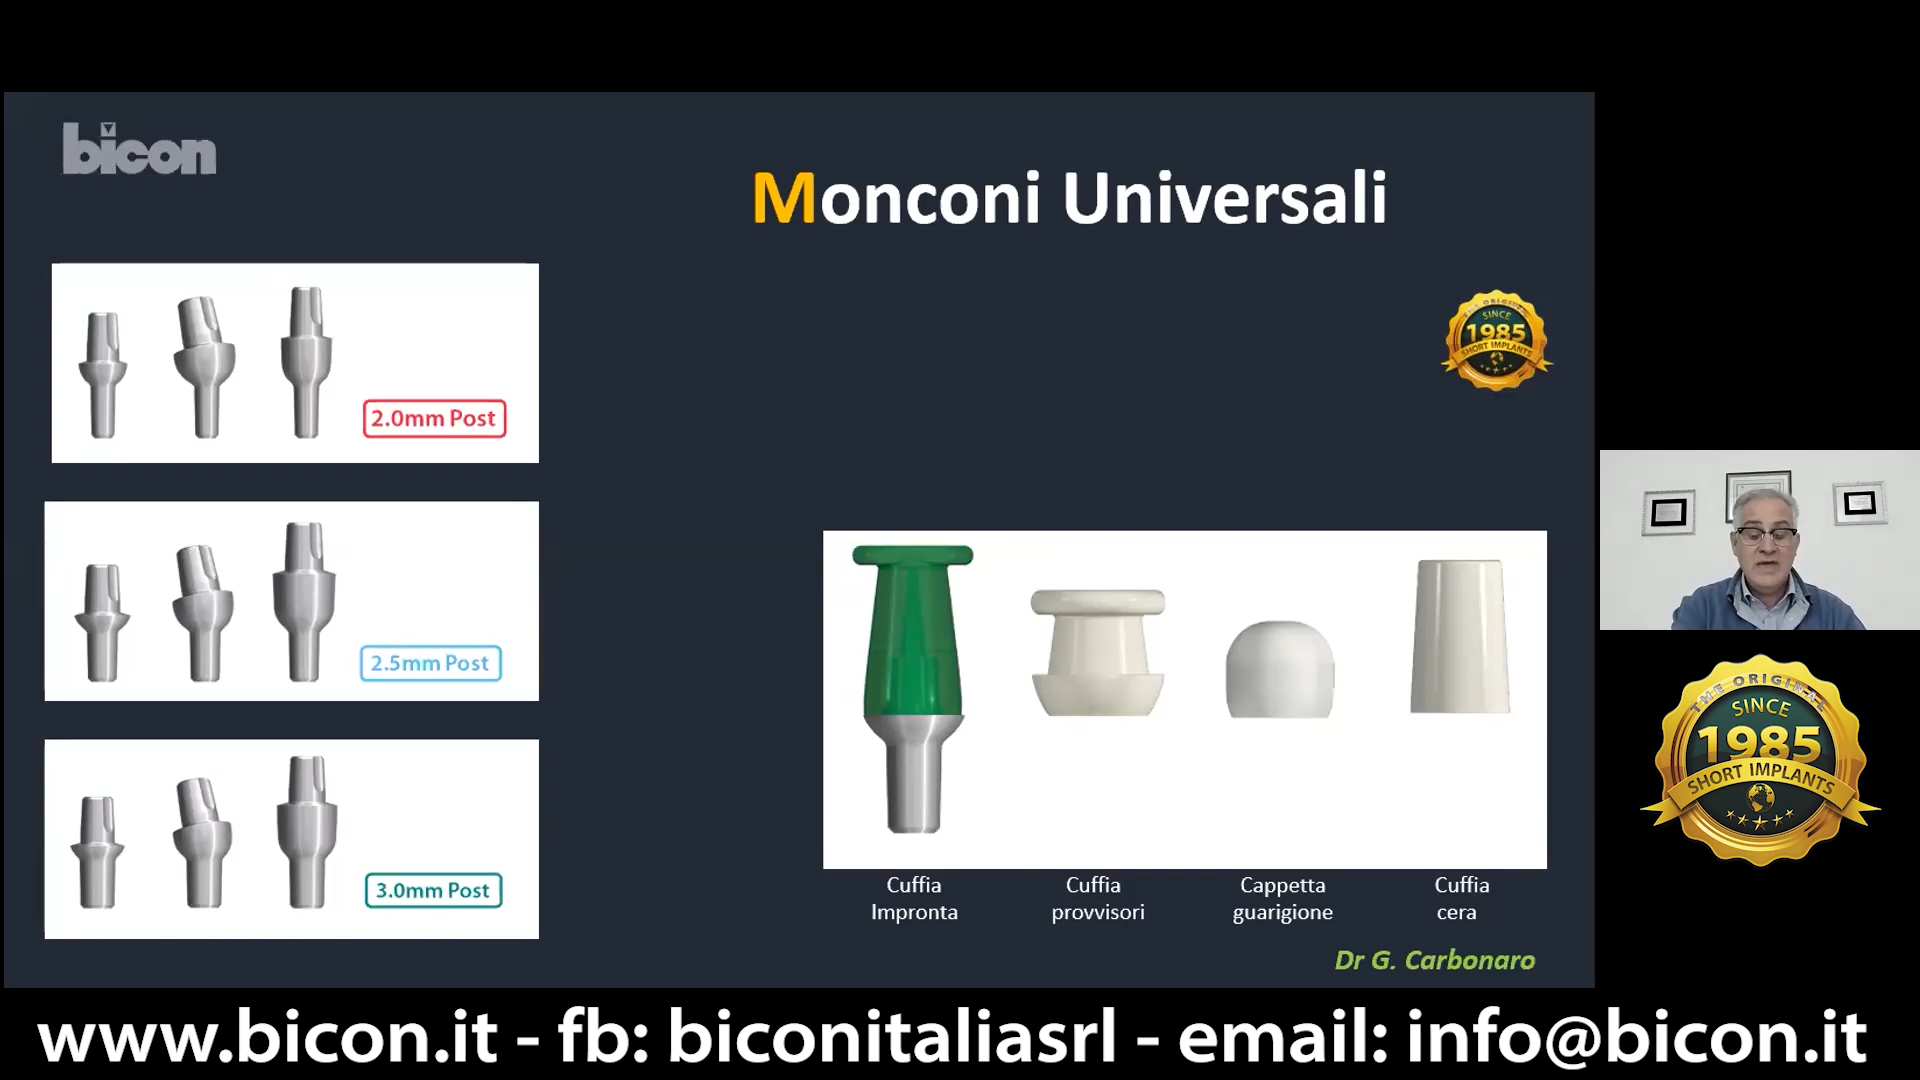 bicon
Monconi Universali
THE ORIGINAL
SINCE
1985
SHORT IMPLANTS
2.0mm Post
2.5mm Post
3.0mm Post
Cuffia
Impronta
Cuffia
provvisori
Cappetta
guarigione
Cuffia
cera
Dr G. Carbonaro
THE ORIGINAL
SINCE
1985
SHORT IMPLANTS
www.bicon.it - fb: biconitaliasrl - email: info@bicon.it